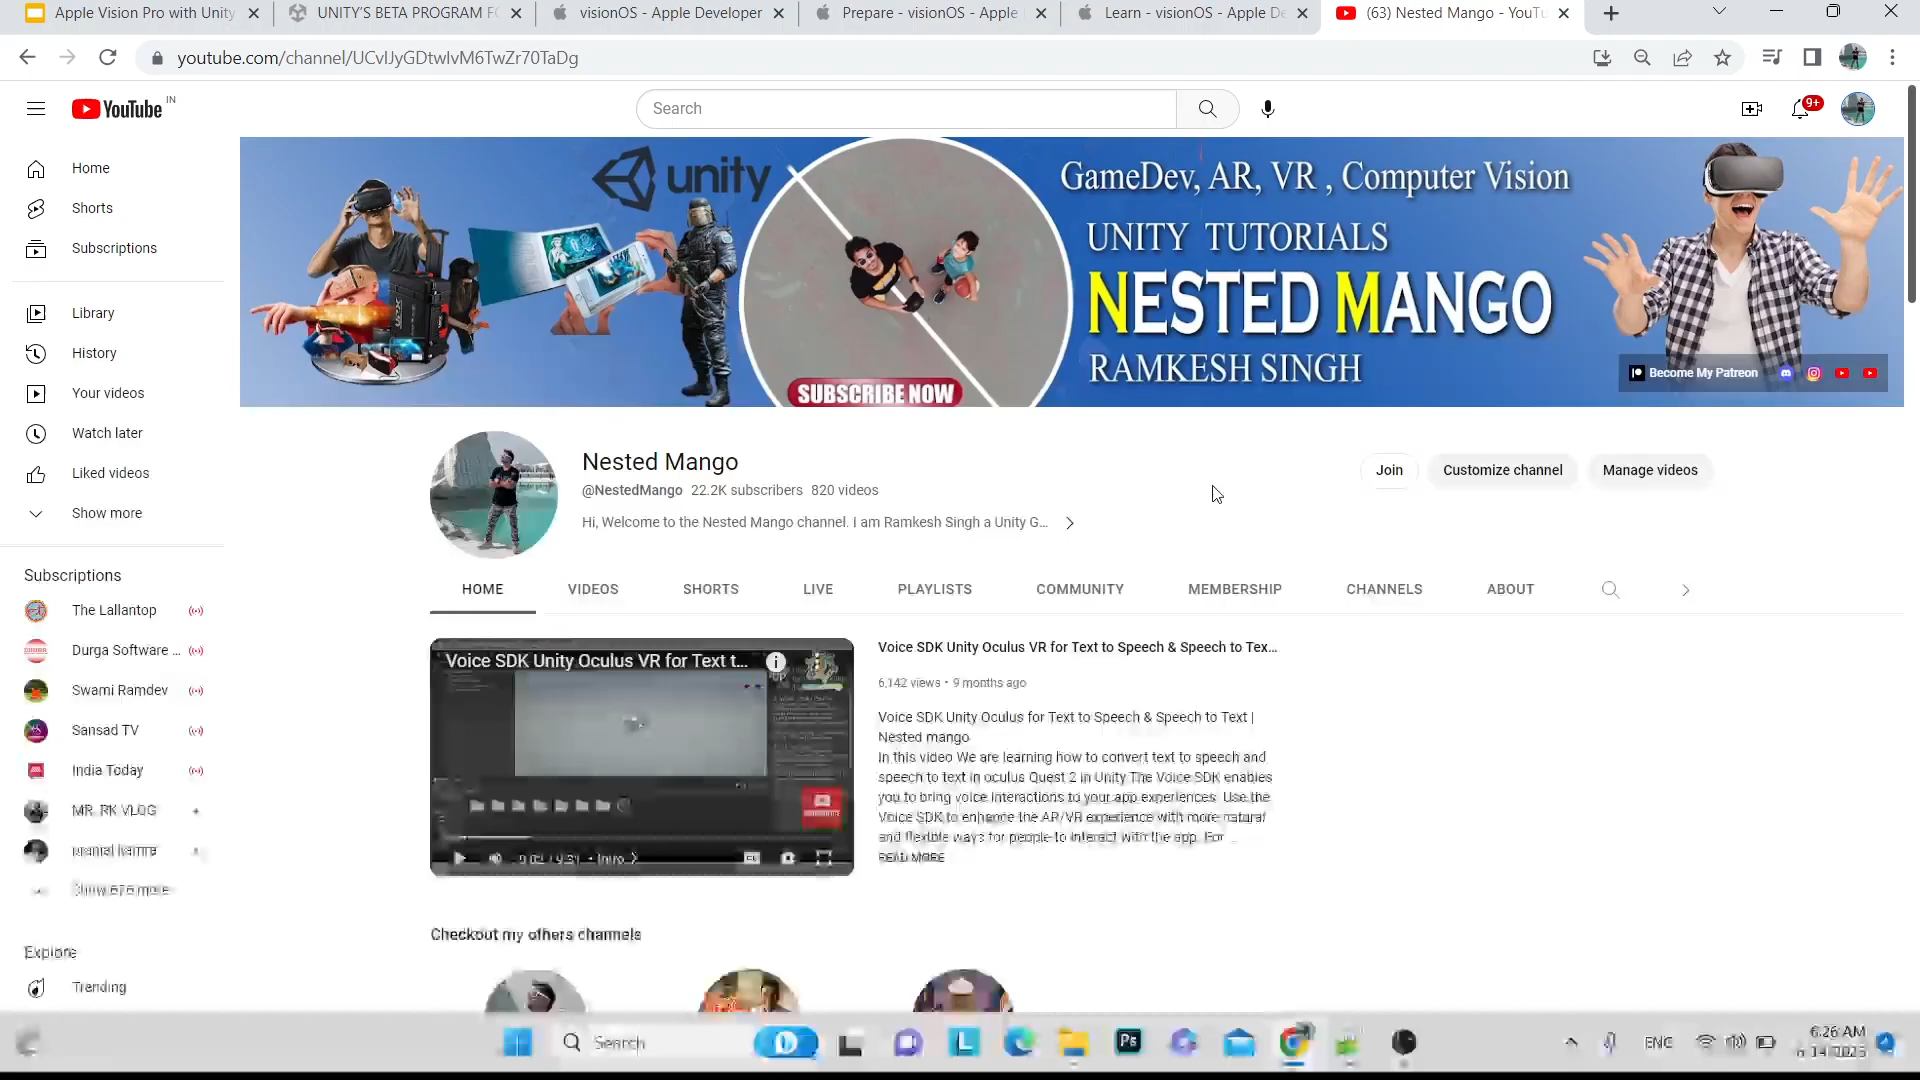 Apple Vision Pro with Unity
UNITY'S BETA PROGRAM FO
visionOS - Apple Developer
Prepare - visionOS - Apple
Learn - visionOS - Apple De
(63) Nested Mango - YouTu
youtube.com/channel/UCvIJyGDtwIvM6TwZr70TaDg
YouTube IN
Search
9+
Home
Shorts
Subscriptions
Library
History
Your videos
Watch later
Liked videos
Show more
Subscriptions
The Lallantop
Durga Software ...
Swami Ramdev
Sansad TV
India Today
MR. RK VLOG
Explore
Trending
unity
GameDev, AR, VR , Computer Vision
UNITY TUTORIALS
NESTED MANGO
RAMKESH SINGH
SUBSCRIBE NOW
Become My Patreon
Nested Mango
@NestedMango 22.2K subscribers 820 videos
Hi, Welcome to the Nested Mango channel. I am Ramkesh Singh a Unity G...
Join
Customize channel
Manage videos
HOME
VIDEOS
SHORTS
LIVE
PLAYLISTS
COMMUNITY
MEMBERSHIP
CHANNELS
ABOUT
Voice SDK Unity Oculus VR for Text t...
Voice SDK Unity Oculus VR for Text to Speech & Speech to Tex...
6,142 views • 9 months ago
Voice SDK Unity Oculus for Text to Speech & Speech to Text |
Nested mango
In this video We are learning how to convert text to speech and
speech to text in oculus Quest 2 in Unity The Voice SDK enables
you to bring voice interactions to your app experiences. Use the
Voice SDK to enhance the AR/VR experience with more natural
and flexible ways for people to interact with the app. For ...
READ MORE
Checkout my others channels
Search
Ps
ENG
6:26 AM